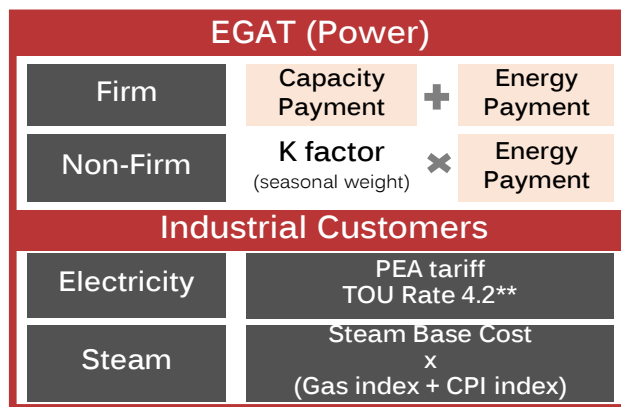 EGAT (Power)
Firm
Capacity
Payment
+
Energy
Payment
Non-Firm
K factor
(seasonal weight)
×
Energy
Payment
Industrial Customers
Electricity
PEA tariff
TOU Rate 4.2**
Steam
Steam Base Cost
x
(Gas index + CPI index)